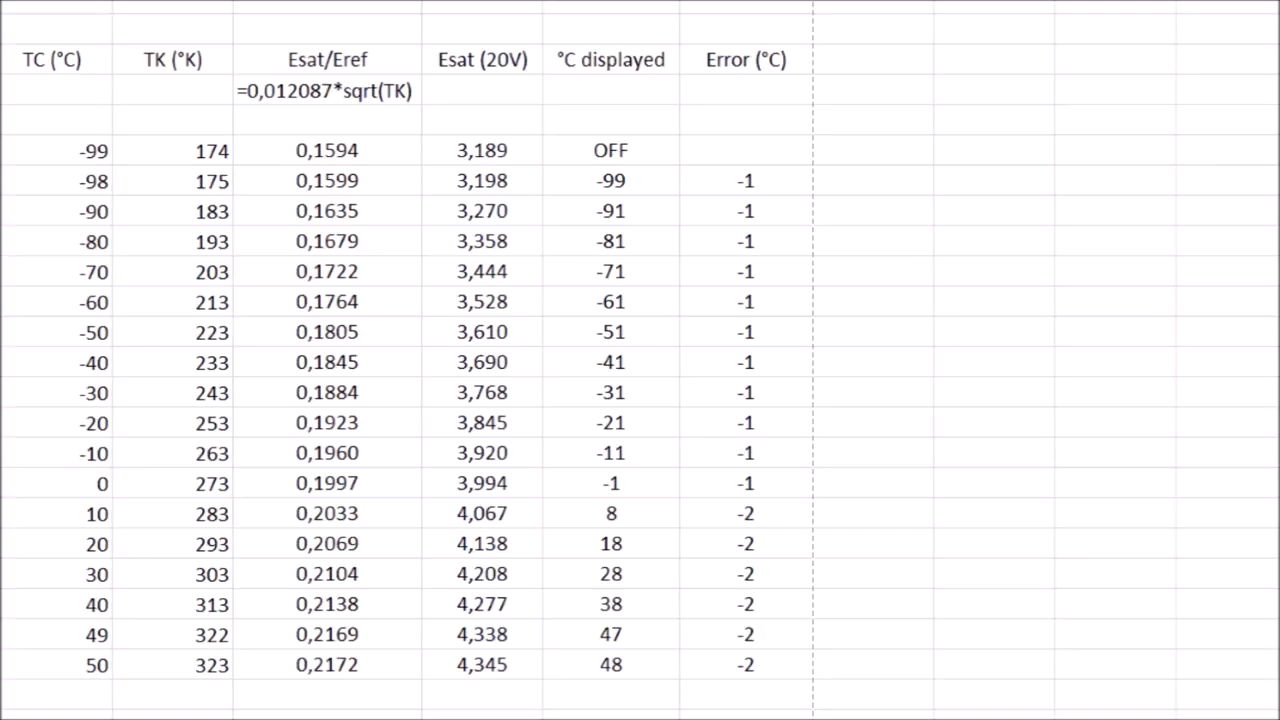 TC (°C) TK (°K) Esat/Eref Esat (20V) °C displayed Error (°C)
=0,012087*sqrt(TK)
-99 174 0,1594 3,189 OFF
-98 175 0,1599 3,198 -99 -1
-90 183 0,1635 3,270 -91 -1
-80 193 0,1679 3,358 -81 -1
-70 203 0,1722 3,444 -71 -1
-60 213 0,1764 3,528 -61 -1
-50 223 0,1805 3,610 -51 -1
-40 233 0,1845 3,690 -41 -1
-30 243 0,1884 3,768 -31 -1
-20 253 0,1923 3,845 -21 -1
-10 263 0,1960 3,920 -11 -1
0 273 0,1997 3,994 -1 -1
10 283 0,2033 4,067 8 -2
20 293 0,2069 4,138 18 -2
30 303 0,2104 4,208 28 -2
40 313 0,2138 4,277 38 -2
49 322 0,2169 4,338 47 -2
50 323 0,2172 4,345 48 -2